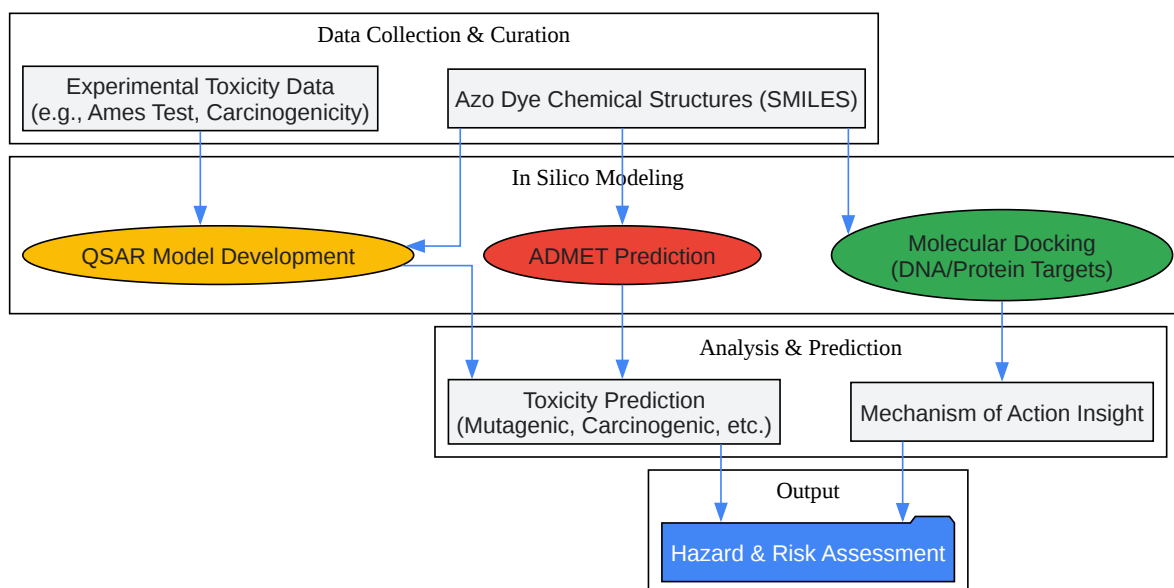 Data Collection & Curation
Experimental Toxicity Data
(e.g., Ames Test, Carcinogenicity)
Azo Dye Chemical Structures (SMILES)
In Silico Modeling
QSAR Model Development
ADMET Prediction
Molecular Docking
(DNA/Protein Targets)
Analysis & Prediction
Toxicity Prediction
(Mutagenic, Carcinogenic, etc.)
Mechanism of Action Insight
Output
Hazard & Risk Assessment